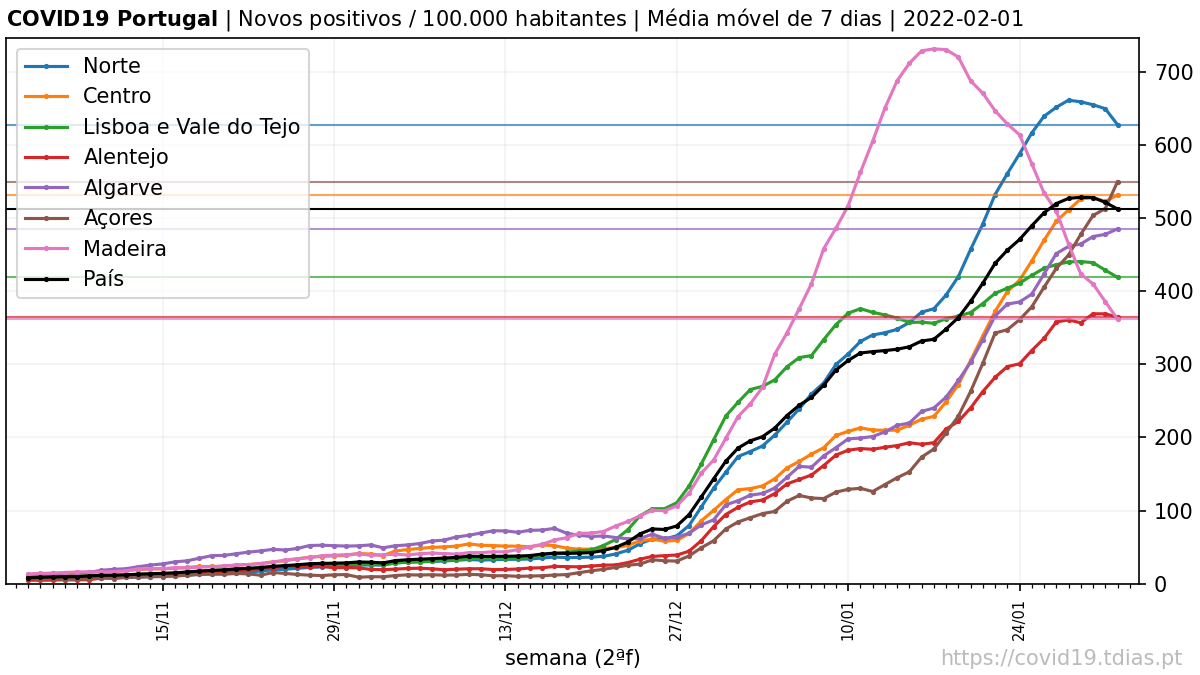 COVID19 Portugal | Novos positivos / 100.000 habitantes | Média móvel de 7 dias | 2022-02-01
Norte
Centro
Lisboa e Vale do Tejo
Alentejo
Algarve
Açores
Madeira
País
700
600
500
400
300
200
100
0
15/11
29/11
13/12
27/12
10/01
24/01
semana (2ªf)
https://covid19.tdias.pt